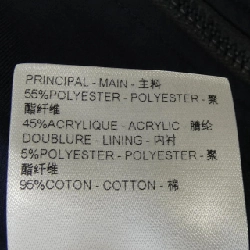 PRINCIPAL - MAIN - 主料
55%POLYESTER - POLYESTER - 聚
酯纤维
45%ACRYLIQUE - ACRYLIC 腈纶
DOUBLURE - LINING - 内衬
5%POLYESTER - POLYESTER - 聚
酯纤维
95%COTON - COTTON - 棉